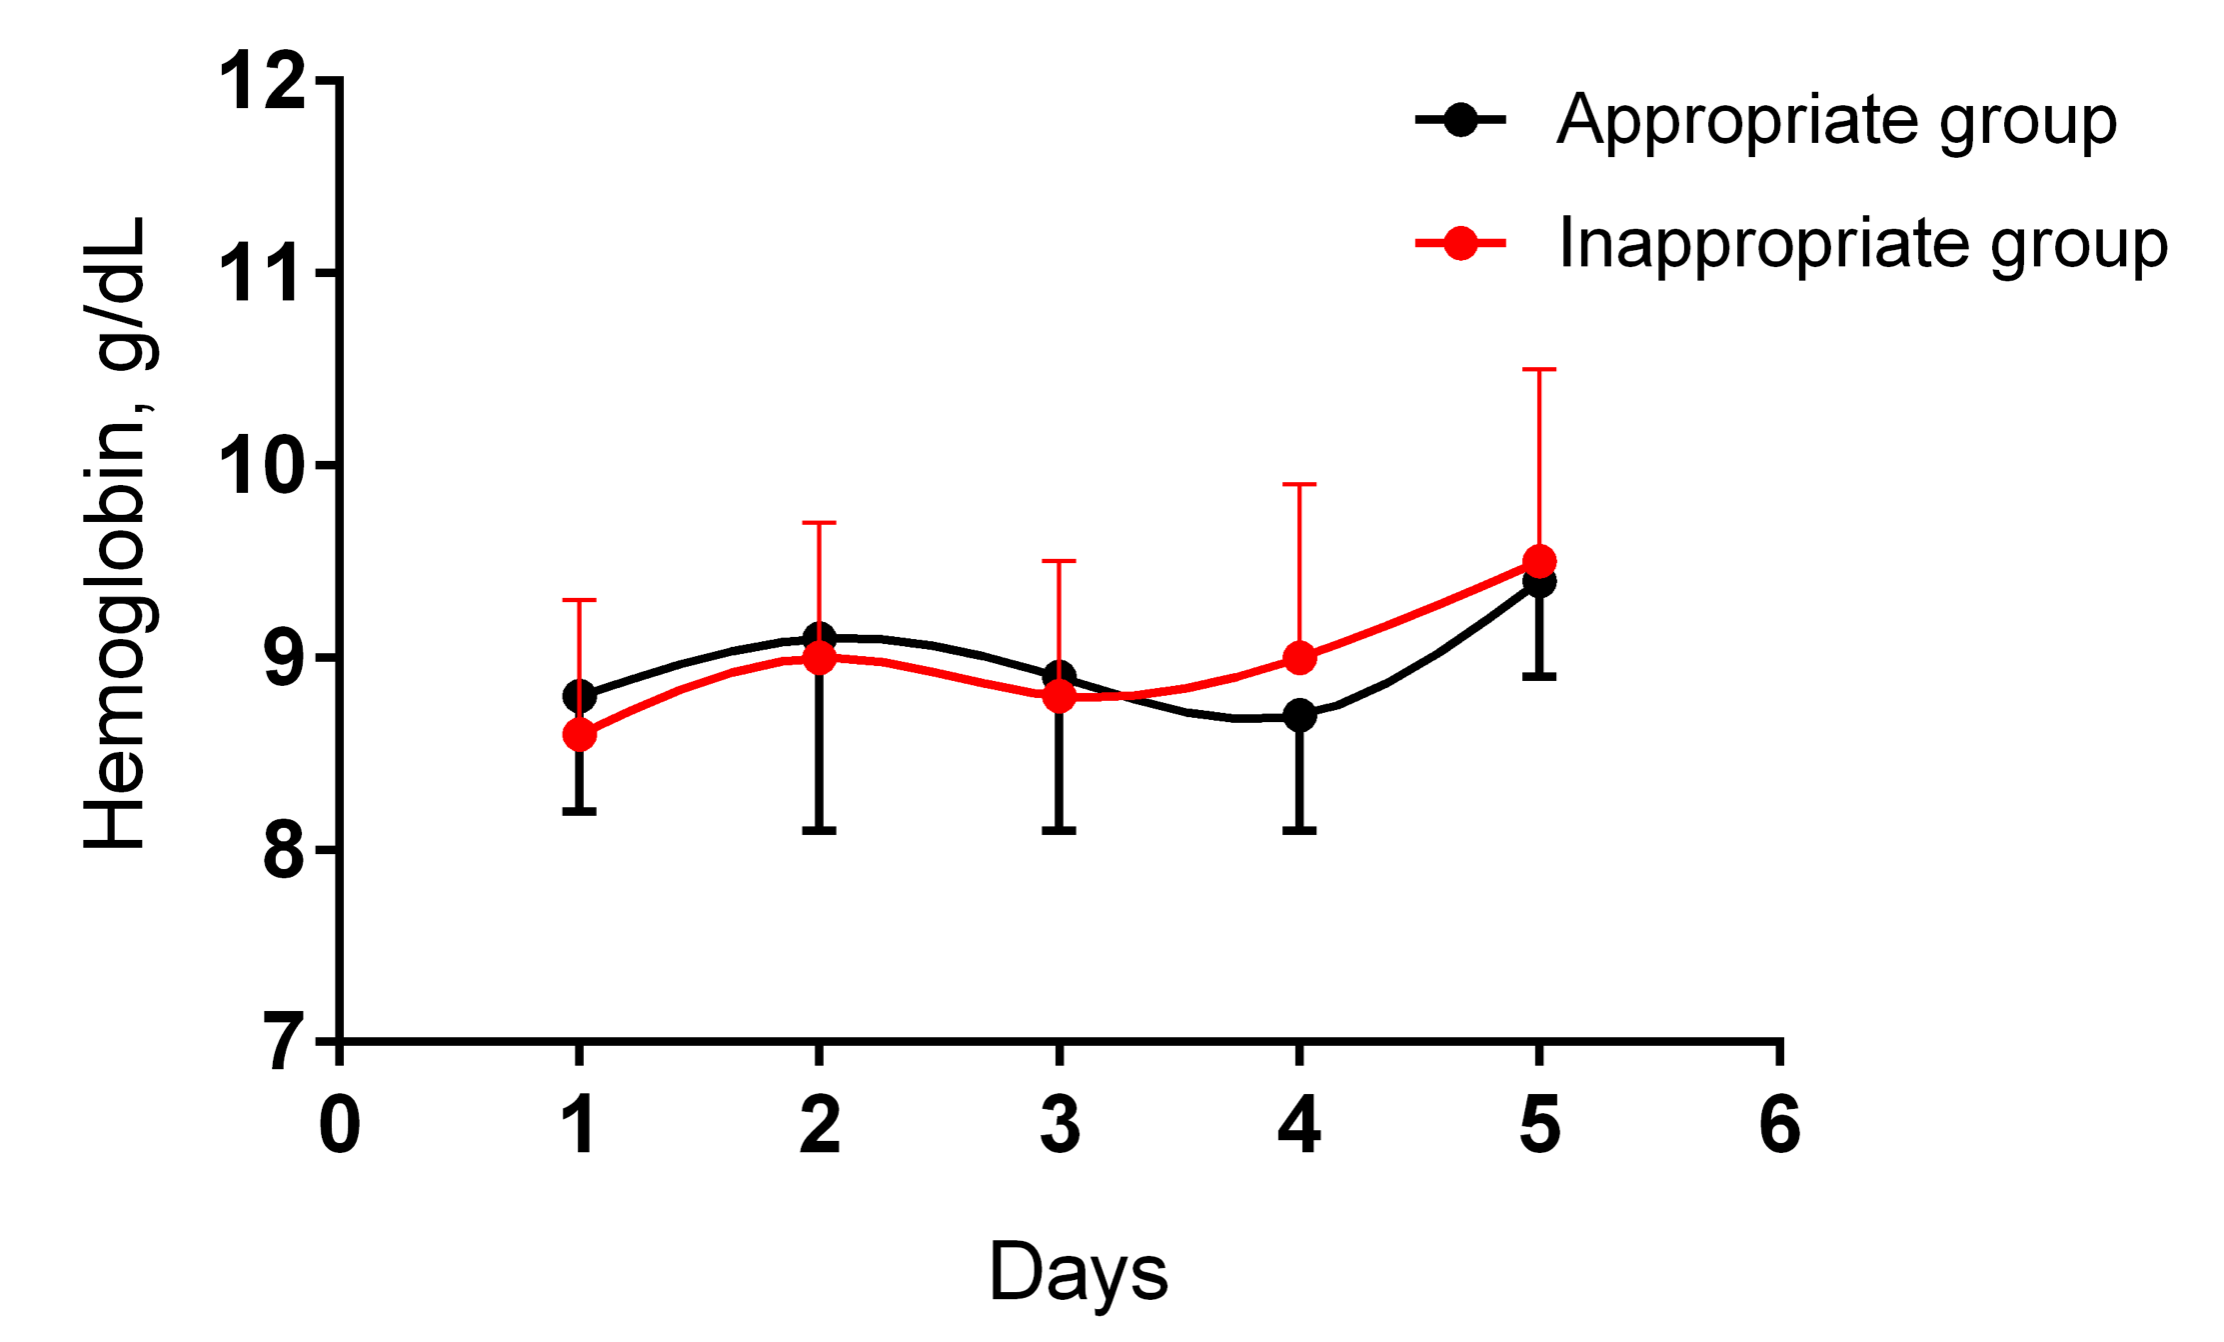 12
11
10
9
8
7
Hemoglobin, g/dL
Appropriate group
Inappropriate group
0 1 2 3 4 5 6
Days